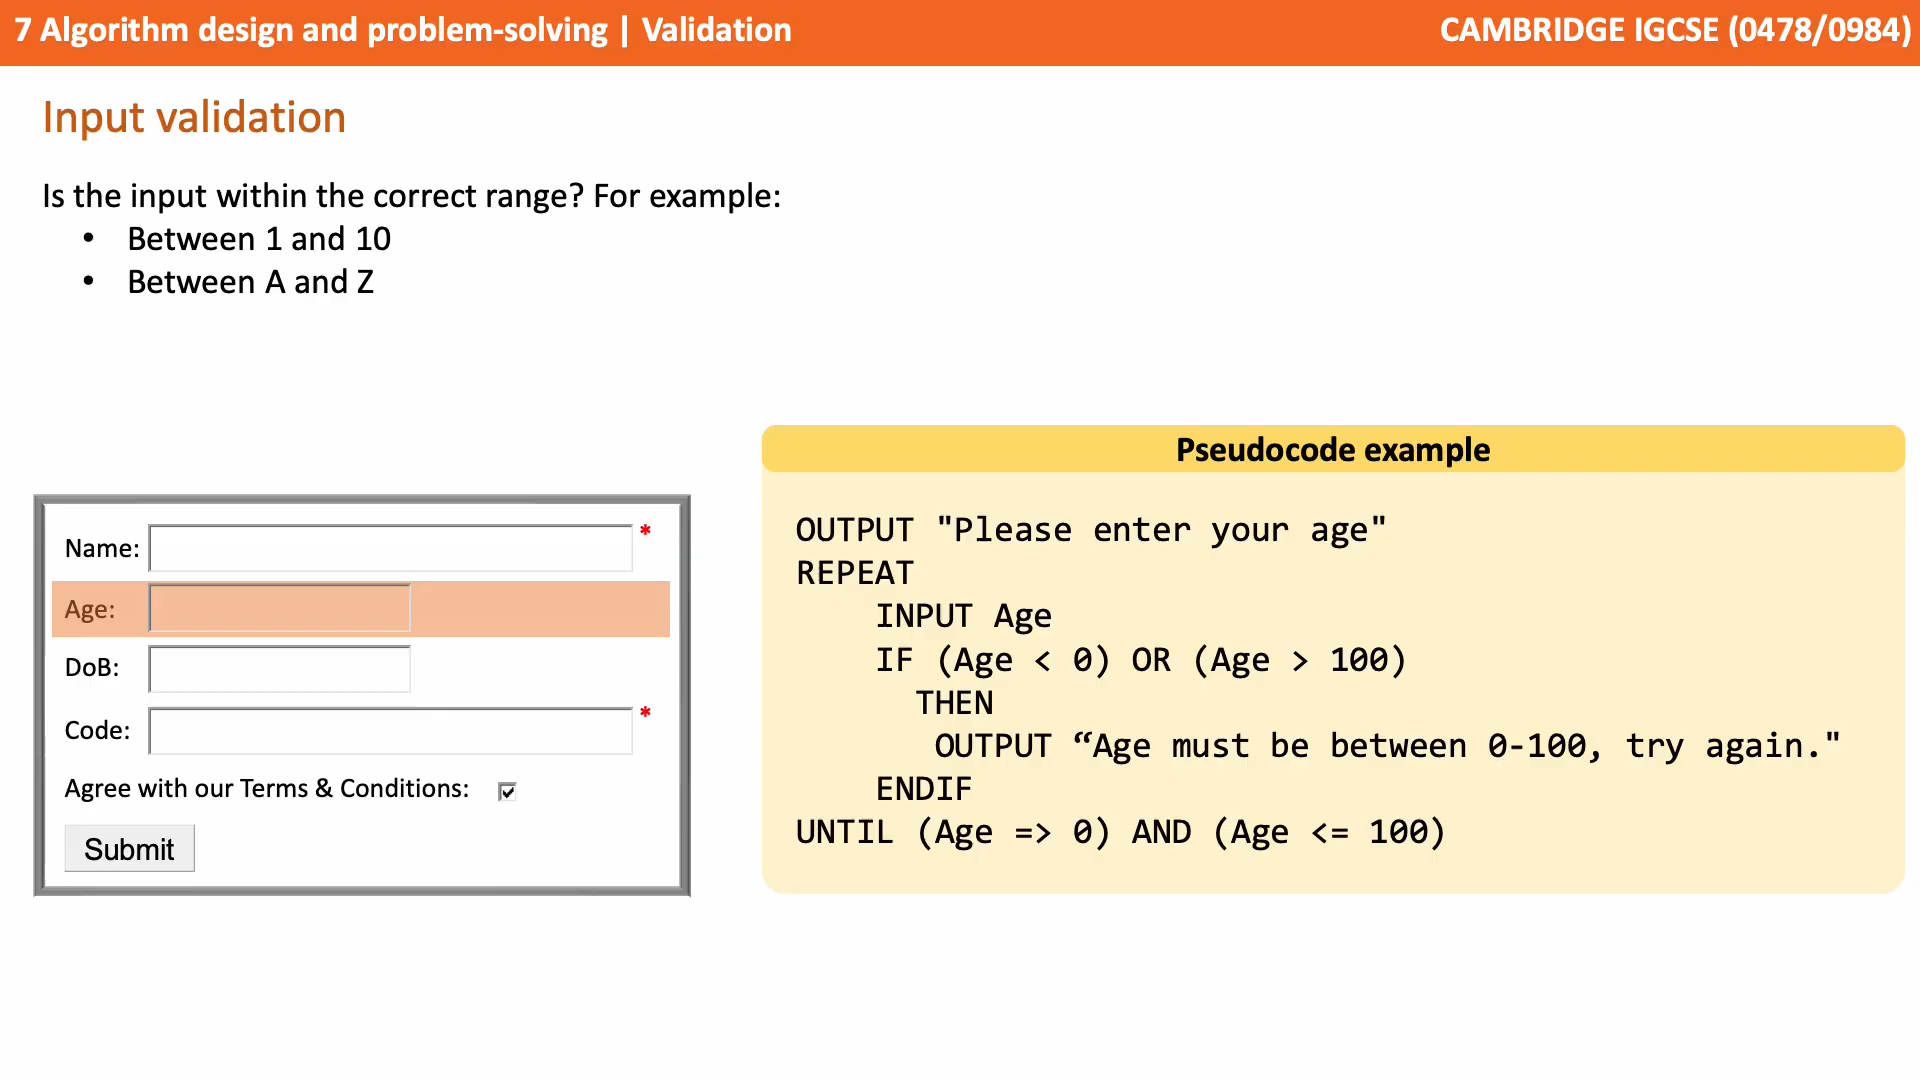 7 Algorithm design and problem-solving | Validation
CAMBRIDGE IGCSE (0478/0984)
Input validation
Is the input within the correct range? For example:
• Between 1 and 10
• Between A and Z
Name: *
Age:
DoB:
Code: *
Agree with our Terms & Conditions:
Submit
Pseudocode example
OUTPUT "Please enter your age"
REPEAT
INPUT Age
IF (Age < 0) OR (Age > 100)
THEN
OUTPUT “Age must be between 0-100, try again."
ENDIF
UNTIL (Age => 0) AND (Age <= 100)